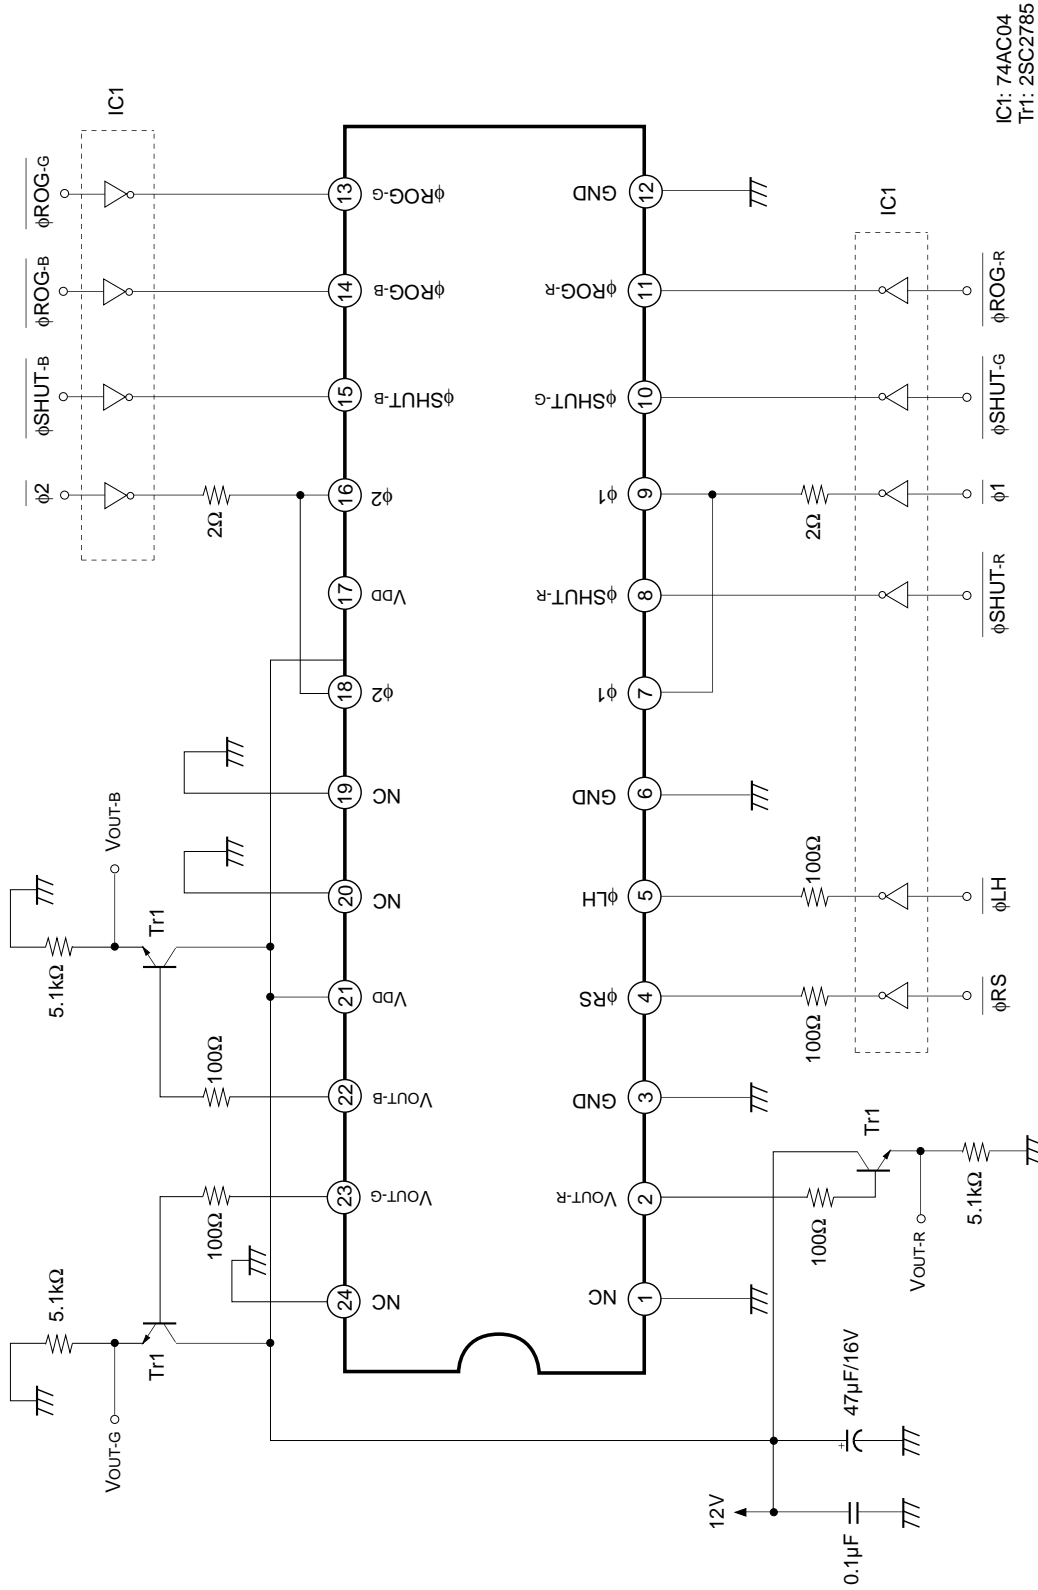 φROG-G
φROG-B
φSHUT-B
φ2
IC1
2Ω
VOUT-B
5.1kΩ
Tr1
100Ω
VOUT-G
5.1kΩ
Tr1
100Ω
24
23
22
21
20
19
18
17
16
15
14
13
NC
VOUT-G
VOUT-B
VDD
NC
NC
φ2
VDD
φ2
φSHUT-B
φROG-B
φROG-G
NC
VOUT-R
GND
φRS
φLH
GND
φ1
φSHUT-R
φ1
φSHUT-G
φROG-R
GND
1
2
3
4
5
6
7
8
9
10
11
12
12V
0.1µF
47µF/16V
+
100Ω
Tr1
VOUT-R
5.1kΩ
100Ω
100Ω
2Ω
IC1
φRS
φLH
φSHUT-R
φ1
φSHUT-G
φROG-R
IC1: 74AC04
Tr1: 2SC2785